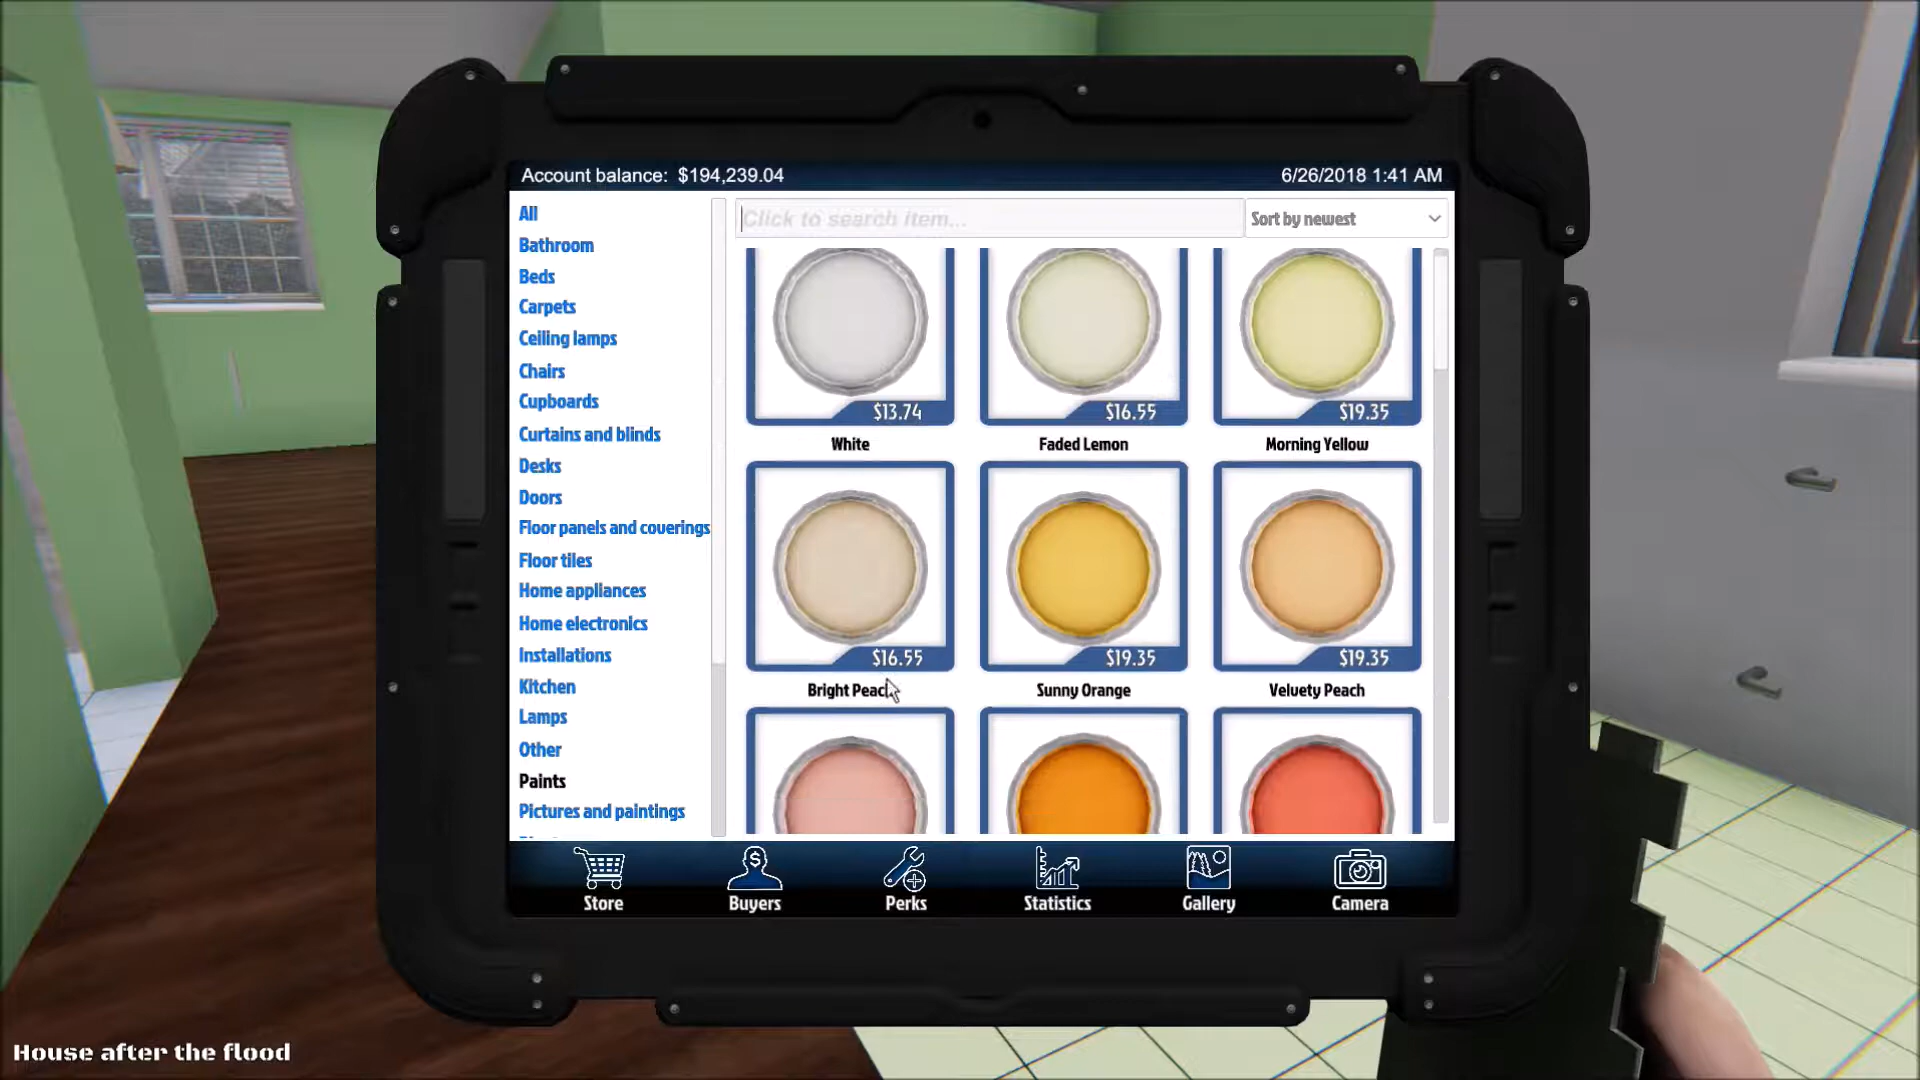 Account balance: $194,239.04
6/26/2018 1:41 AM
Click to search item...
Sort by newest
All
Bathroom
Beds
Carpets
Ceiling lamps
Chairs
Cupboards
Curtains and blinds
Desks
Doors
Floor panels and coverings
Floor tiles
Home appliances
Home electronics
Installations
Kitchen
Lamps
Other
Paints
Pictures and paintings
$13.74
$16.55
$19.35
White
Faded Lemon
Morning Yellow
$16.55
$19.35
$19.35
Bright Peach
Sunny Orange
Velvety Peach
Store
Buyers
Perks
Statistics
Gallery
Camera
House after the flood